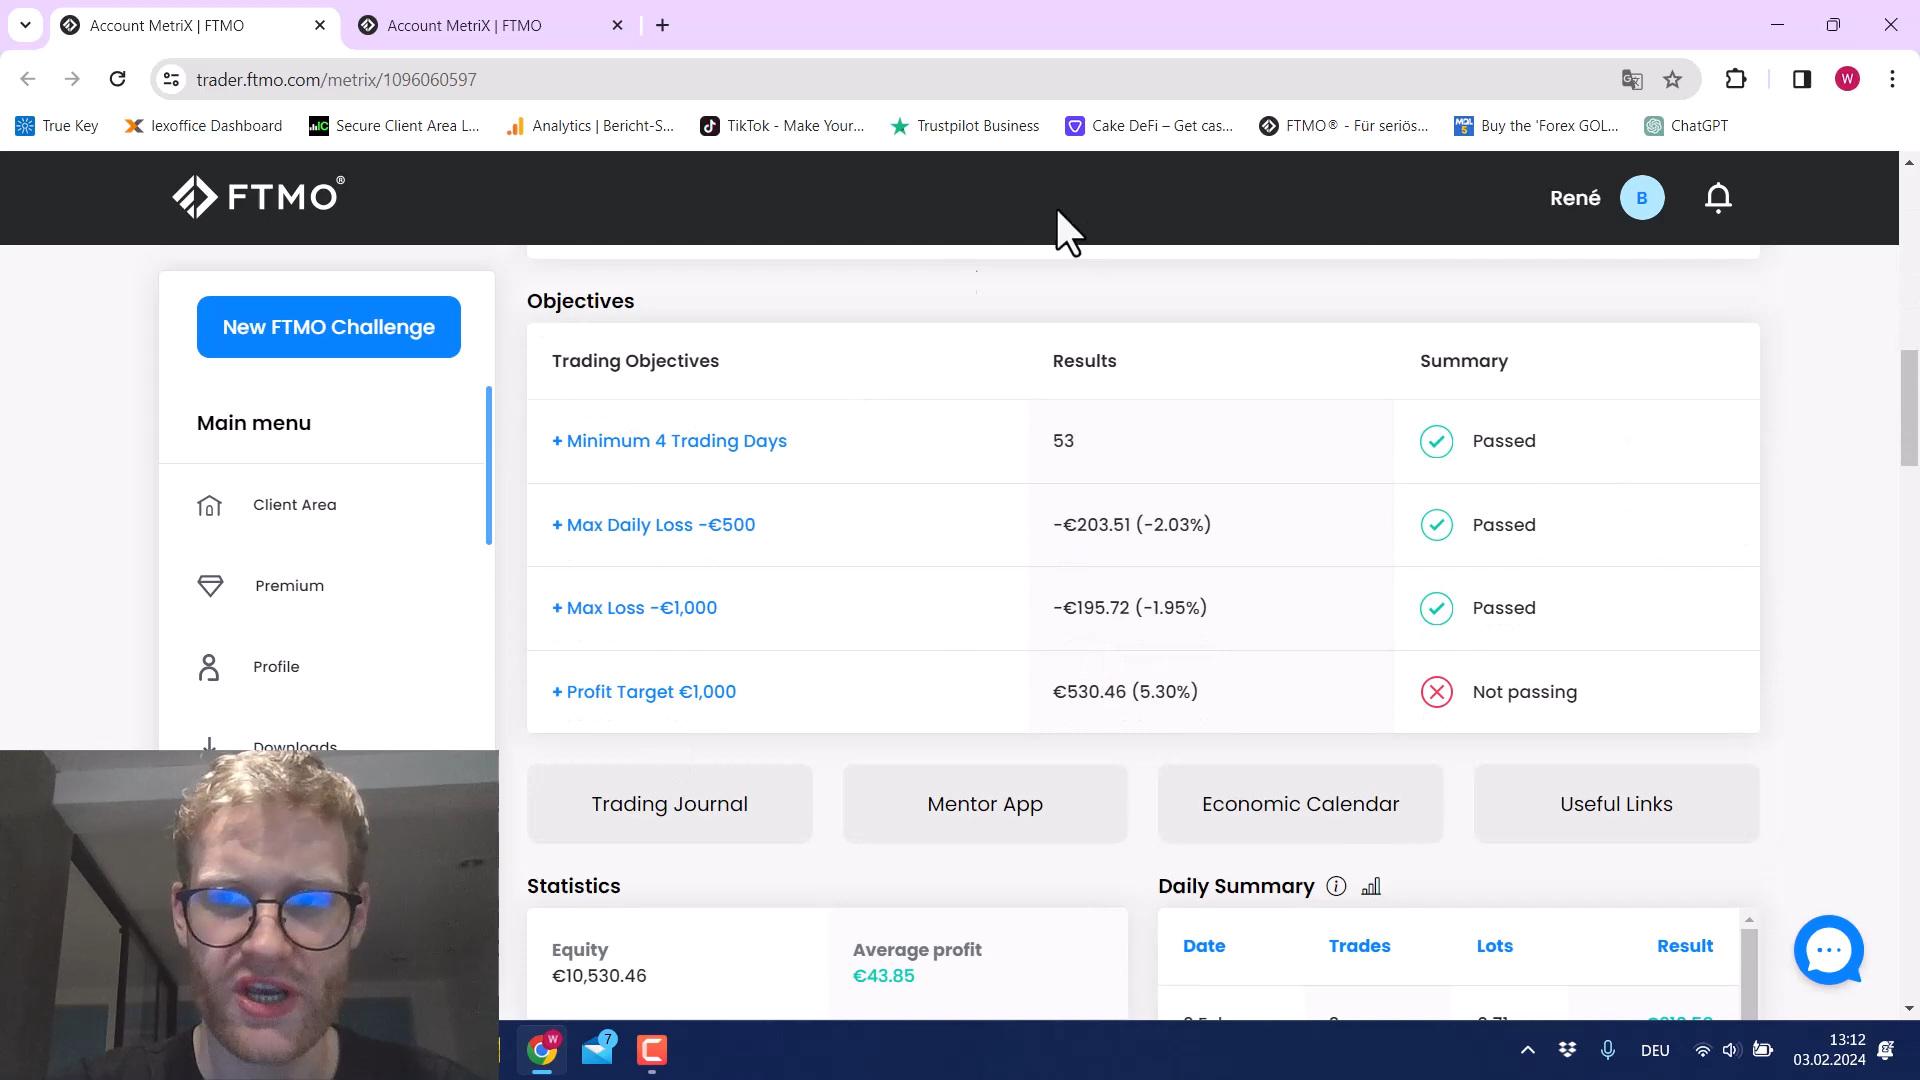 Account MetriX | FTMO
Account MetriX | FTMO
trader.ftmo.com/metrix/1096060597
W
True Key
lexoffice Dashboard
Secure Client Area L...
Analytics | Bericht-S...
TikTok - Make Your...
Trustpilot Business
Cake DeFi – Get cas...
FTMO® - Für seriös...
Buy the 'Forex GOL...
ChatGPT
FTMO®
René
B
New FTMO Challenge
Main menu
Client Area
Premium
Profile
Downloads
Objectives
Trading Objectives Results Summary
+ Minimum 4 Trading Days 53 Passed
+ Max Daily Loss -€500 -€203.51 (-2.03%) Passed
+ Max Loss -€1,000 -€195.72 (-1.95%) Passed
+ Profit Target €1,000 €530.46 (5.30%) Not passing
Trading Journal
Mentor App
Economic Calendar
Useful Links
Statistics
Equity
€10,530.46
Average profit
€43.85
Daily Summary
Date Trades Lots Result
W
7
DEU
13:12
03.02.2024